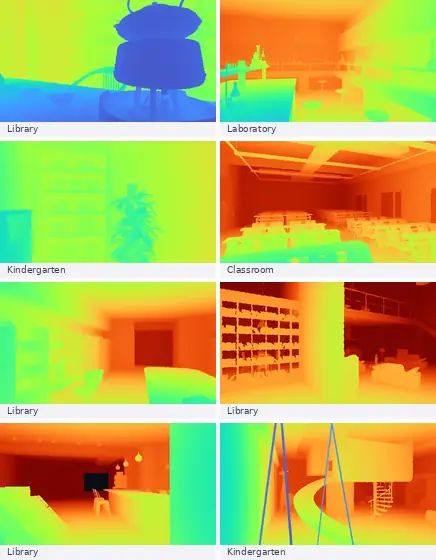 Library
Laboratory
Kindergarten
Classroom
Library
Library
Library
Kindergarten